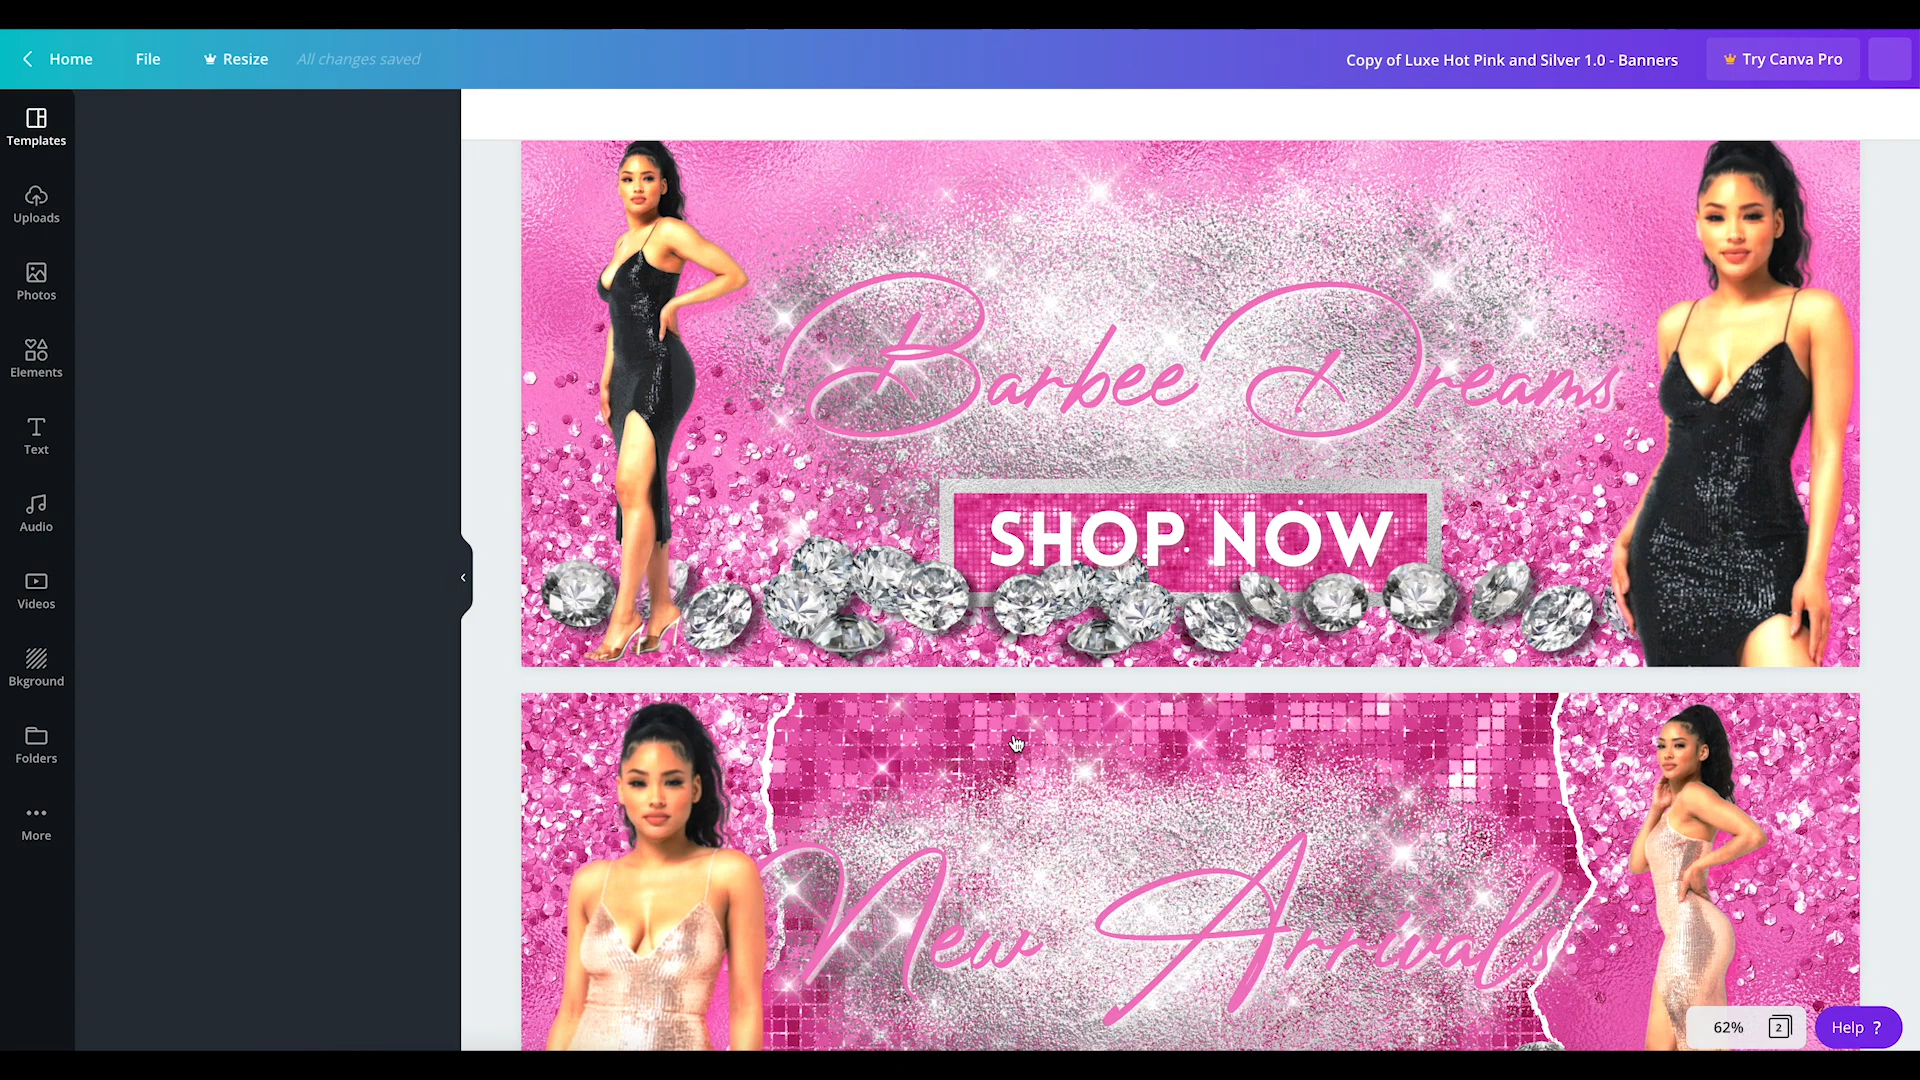 Home
File
Resize
All changes saved
Copy of Luxe Hot Pink and Silver 1.0 - Banners
Try Canva Pro
Templates
Uploads
Photos
Elements
Text
Audio
Videos
Bkground
Folders
More
Barbee Dreams
SHOP NOW
New Arrivals
62%
2
Help ?